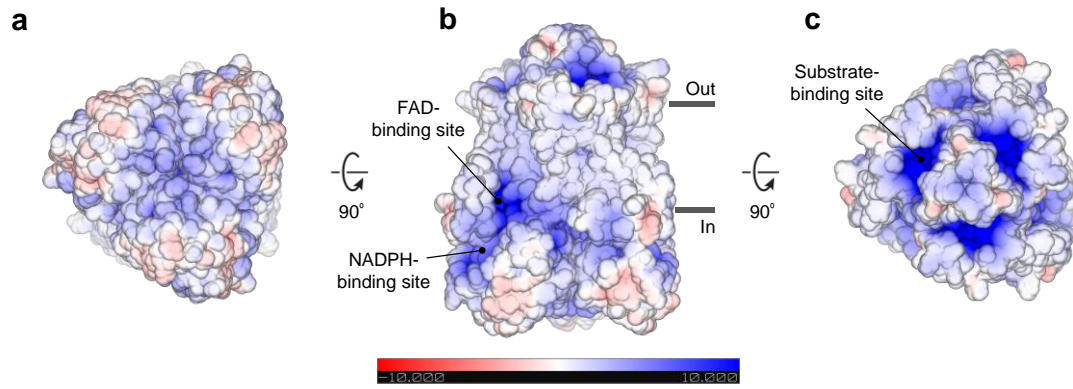 a
b
c
FAD-
binding site
NADPH-
binding site
Out
In
Substrate-
binding site
90°
90°
-10.000 10.000